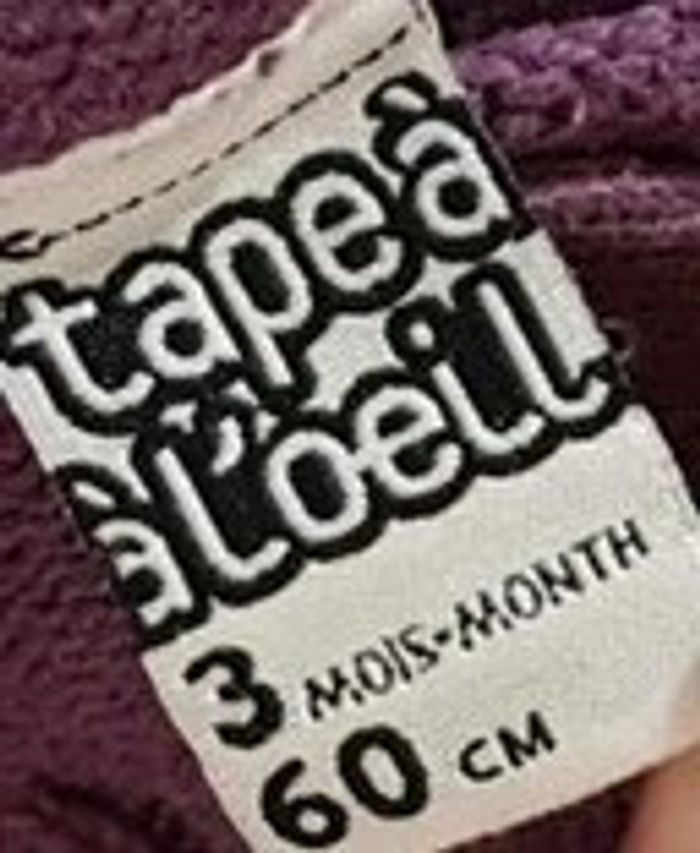 tape à
à l'oeil
3 MOIS-MONTH
60 CM